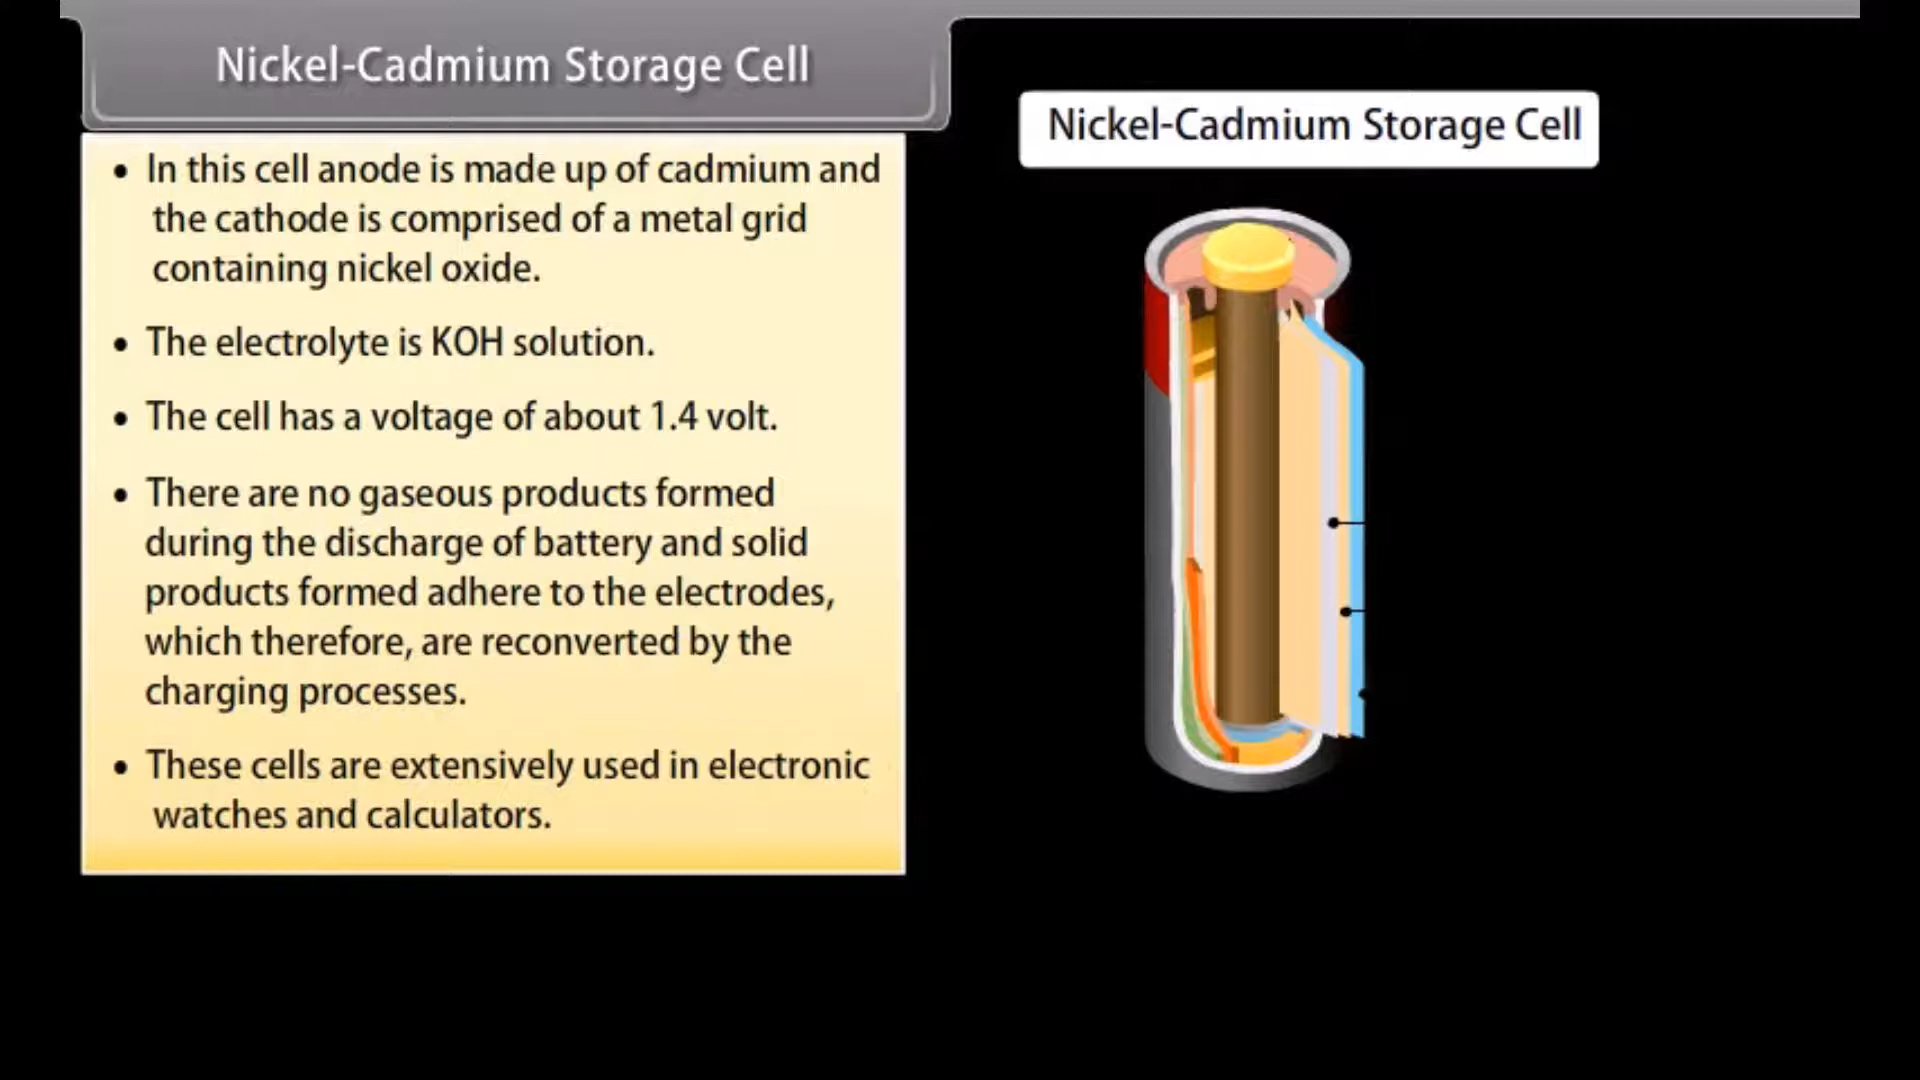 Nickel-Cadmium Storage Cell
• In this cell anode is made up of cadmium and
the cathode is comprised of a metal grid
containing nickel oxide.
• The electrolyte is KOH solution.
• The cell has a voltage of about 1.4 volt.
• There are no gaseous products formed
during the discharge of battery and solid
products formed adhere to the electrodes,
which therefore, are reconverted by the
charging processes.
• These cells are extensively used in electronic
watches and calculators.
Nickel-Cadmium Storage Cell